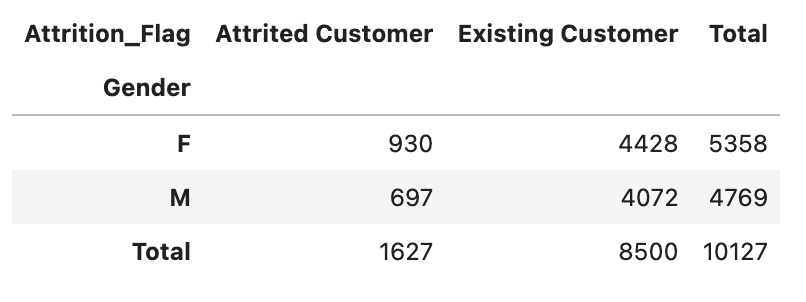 Attrition_Flag Attrited Customer Existing Customer Total
Gender
F 930 4428 5358
M 697 4072 4769
Total 1627 8500 10127